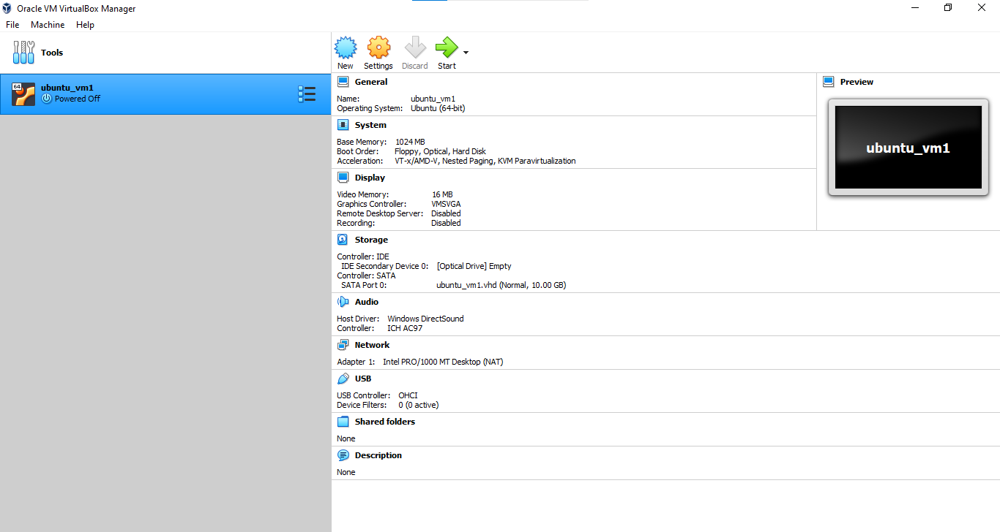 Oracle VM VirtualBox Manager
File Machine Help
Tools
New Settings Discard Start
64
ubuntu_vm1
Powered Off
General
Name: ubuntu_vm1
Operating System: Ubuntu (64-bit)
System
Base Memory: 1024 MB
Boot Order: Floppy, Optical, Hard Disk
Acceleration: VT-x/AMD-V, Nested Paging, KVM Paravirtualization
Display
Video Memory: 16 MB
Graphics Controller: VMSVGA
Remote Desktop Server: Disabled
Recording: Disabled
Preview
ubuntu_vm1
Storage
Controller: IDE
IDE Secondary Device 0: [Optical Drive] Empty
Controller: SATA
SATA Port 0: ubuntu_vm1.vhd (Normal, 10.00 GB)
Audio
Host Driver: Windows DirectSound
Controller: ICH AC97
Network
Adapter 1: Intel PRO/1000 MT Desktop (NAT)
USB
USB Controller: OHCI
Device Filters: 0 (0 active)
Shared folders
None
Description
None